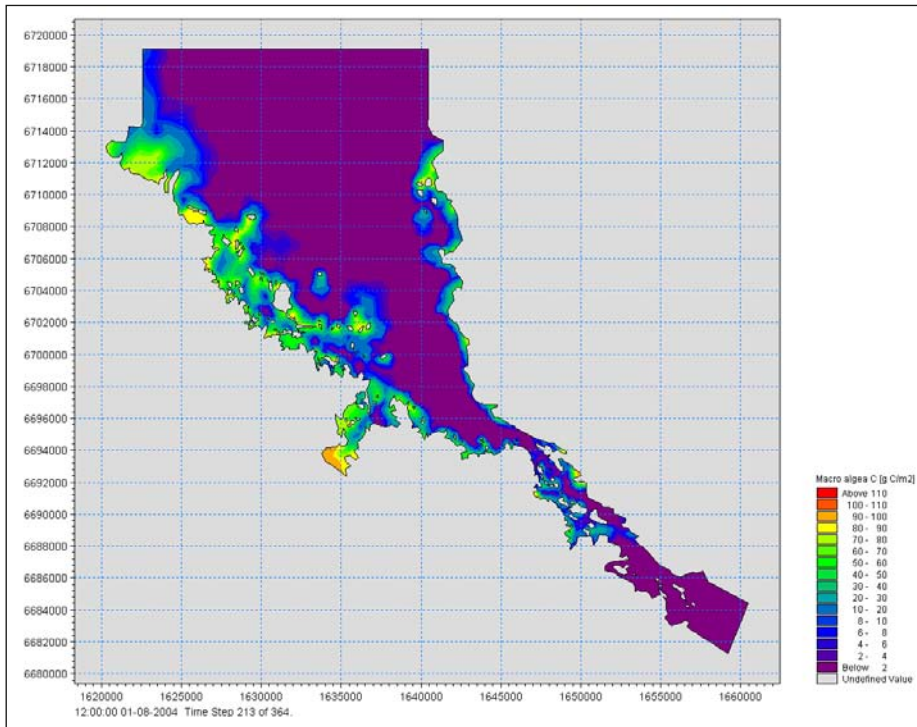 6720000
6718000
6716000
6714000
6712000
6710000
6708000
6706000
6704000
6702000
6700000
6698000
6696000
6694000
6692000
6690000
6688000
6686000
6684000
6682000
6680000
1620000 1625000 1630000 1635000 1640000 1645000 1650000 1655000 1660000
12:00:00 01-08-2004 Time Step 213 of 364.
Macro algea C [g C/m2]
Above 110
100 - 110
90 - 100
80 - 90
70 - 80
60 - 70
50 - 60
40 - 50
30 - 40
20 - 30
10 - 20
8 - 10
6 - 8
4 - 6
2 - 4
Below 2
Undefined Value